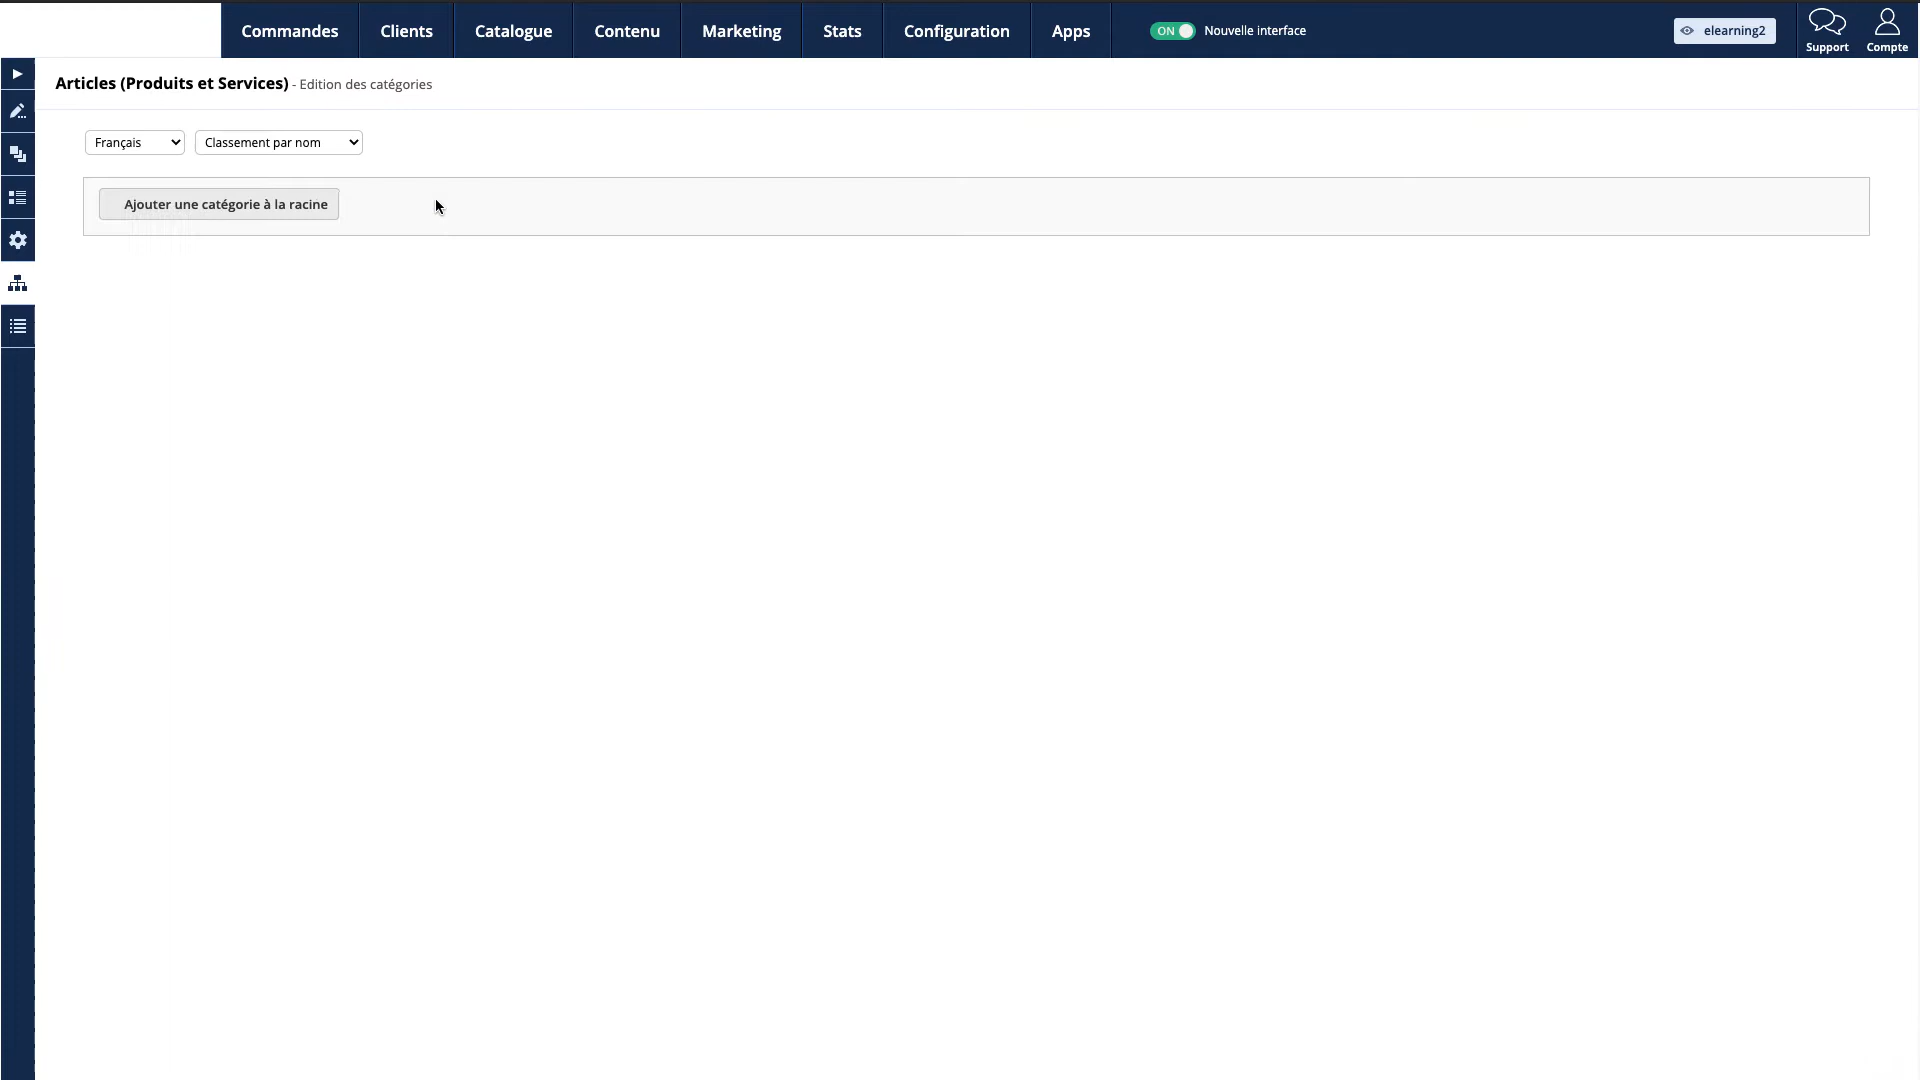 Commandes Clients Catalogue Contenu Marketing Stats Configuration Apps ON Nouvelle interface elearning2 Support Compte
Articles (Produits et Services) - Edition des catégories
Français Classement par nom
Ajouter une catégorie à la racine